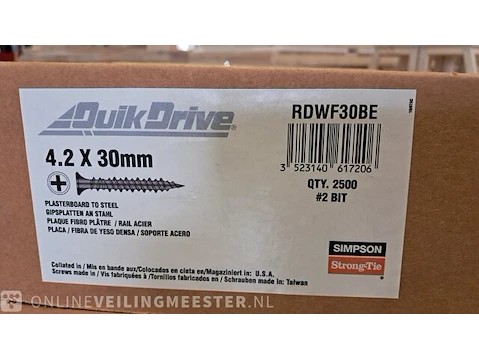 QuikDrive®
RDWF30BE
4.2 X 30mm
3 523140 617206
PLASTERBOARD TO STEEL
GIPSPLATTEN AN STAHL
PLAQUE FIBRO PLÂTRE / RAIL ACIER
PLACA / FIBRA DE YESO DENSA / SOPORTE ACERO
QTY. 2500
#2 BIT
SIMPSON
Strong-Tie
Collated in / Mis en bande aux/Colocados en cinta en/Magaziniert in: U.S.A.
Screws made in / Vis fabriquées à/Tornillos fabricados en / Schrauben made in: Taiwan
ONLINEVEILINGMEESTER.NL